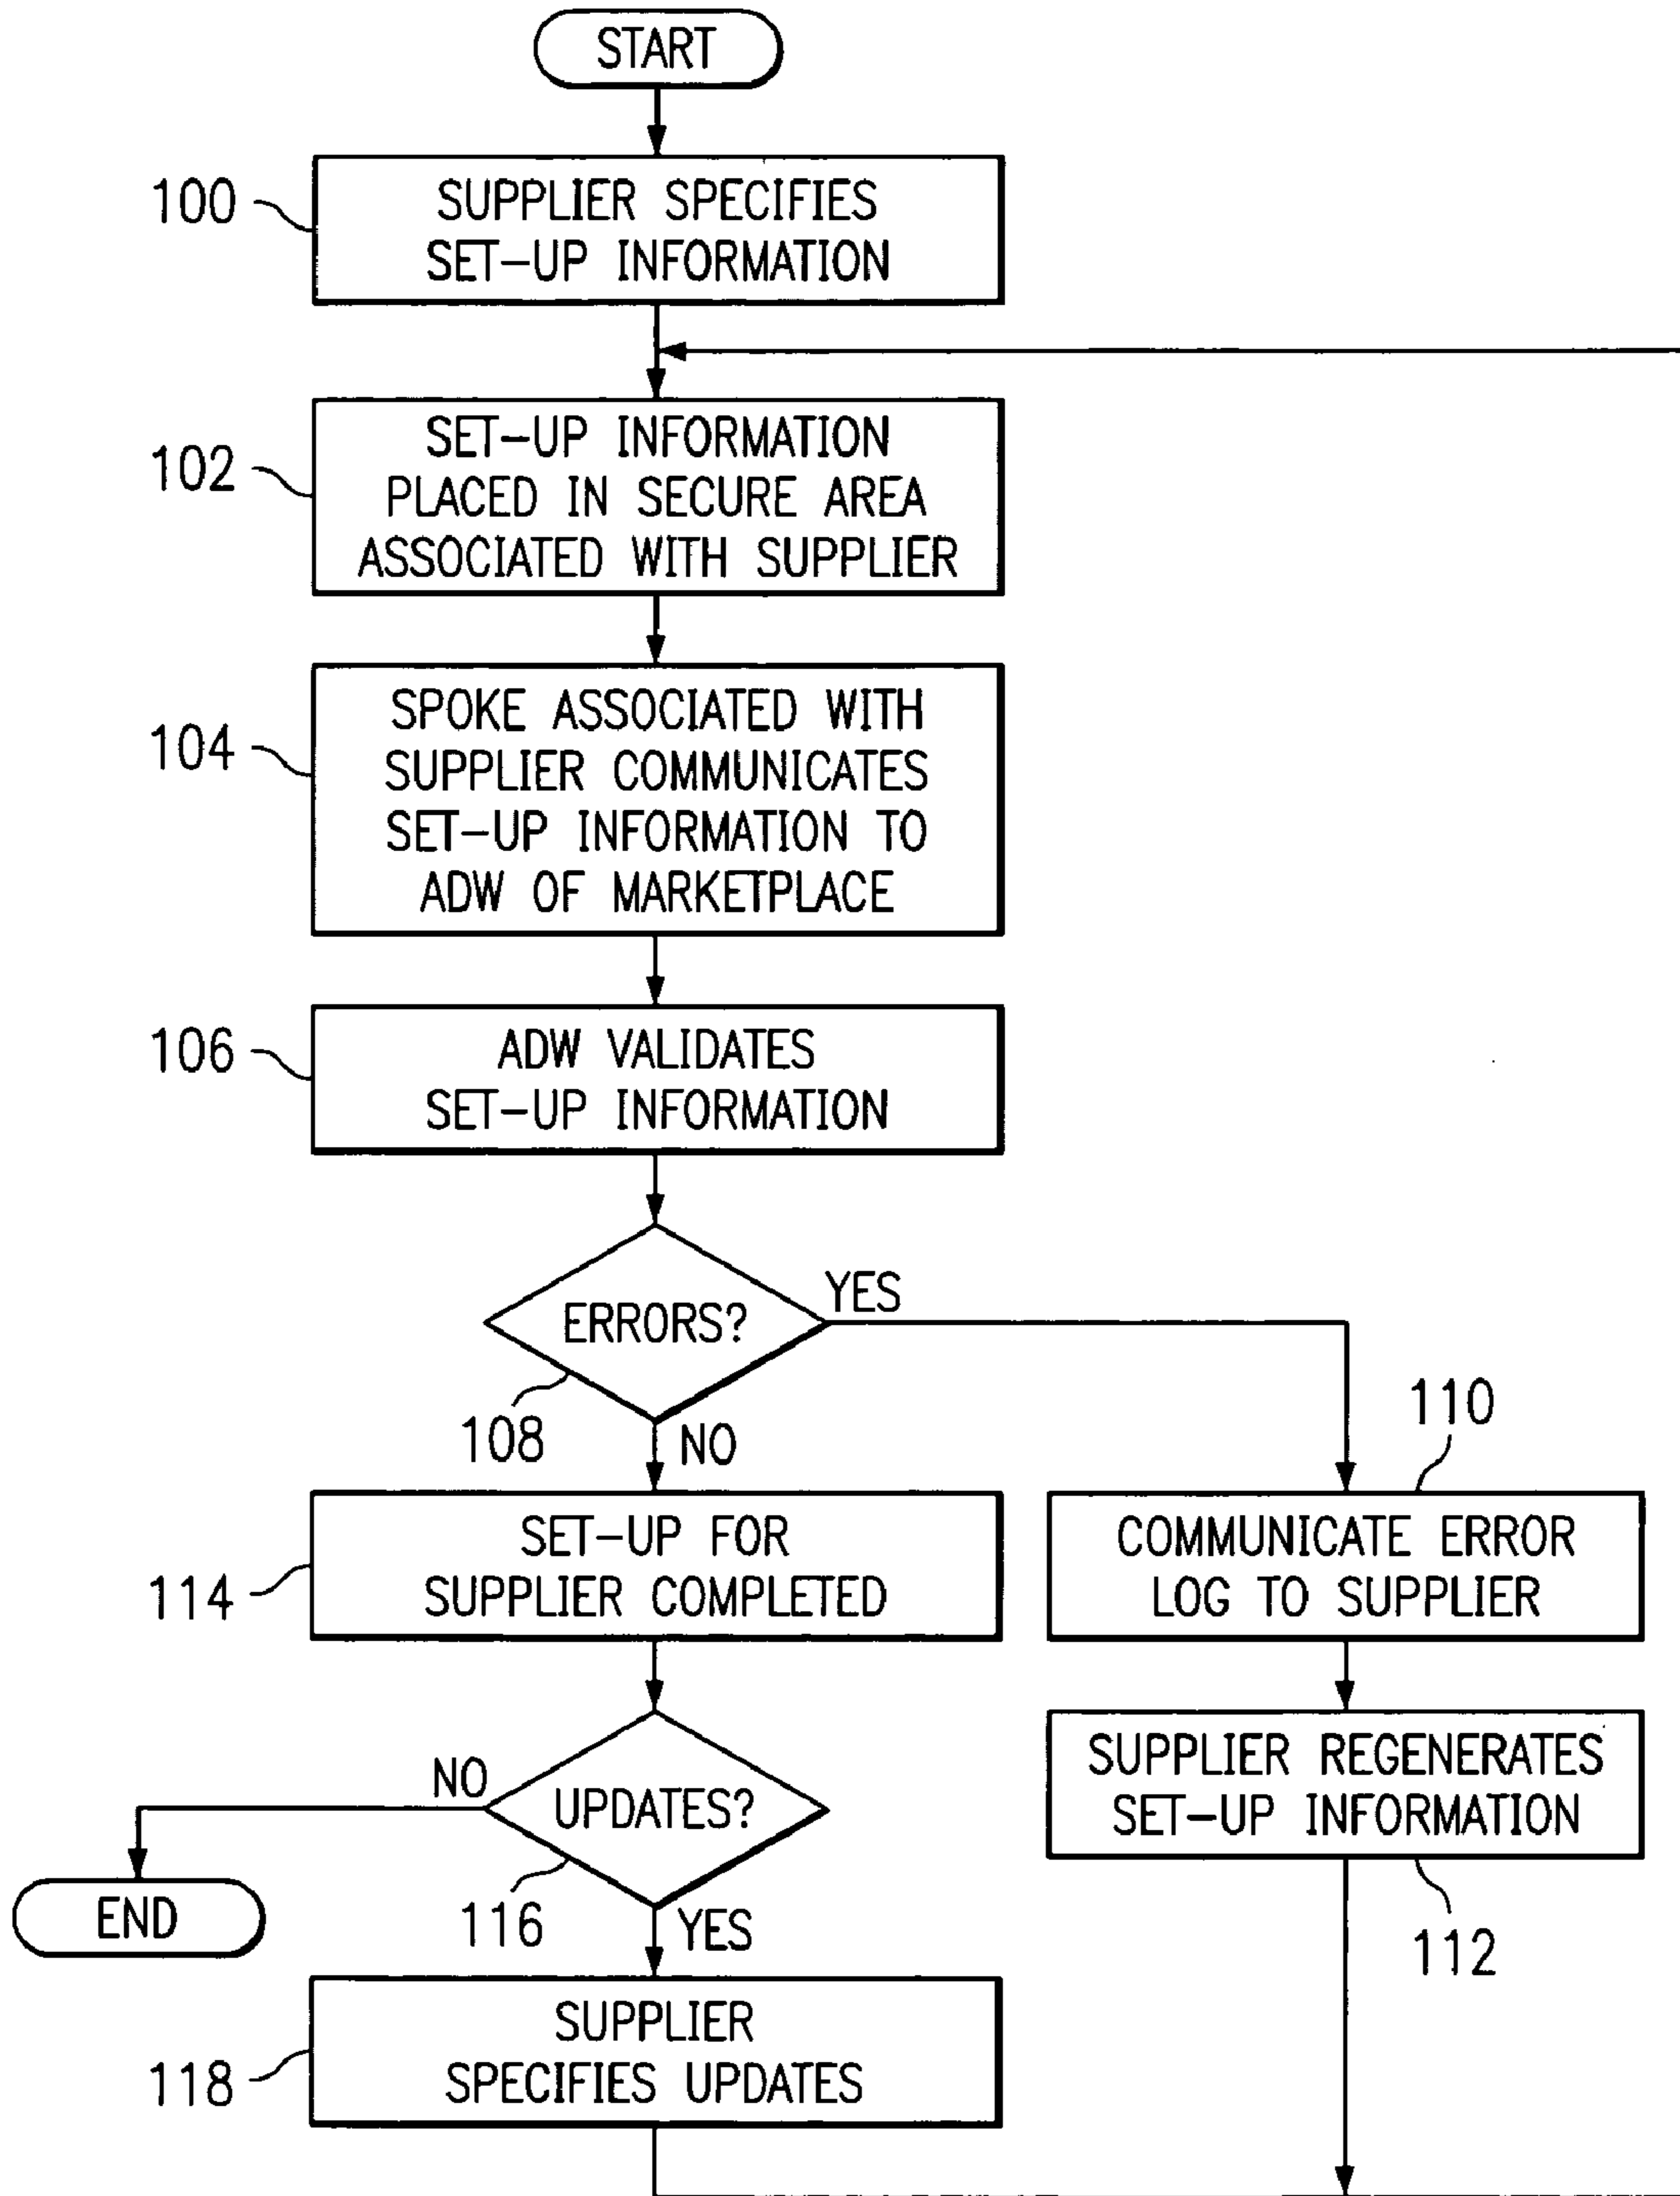 START
100
SUPPLIER SPECIFIES
SET-UP INFORMATION
102
SET-UP INFORMATION
PLACED IN SECURE AREA
ASSOCIATED WITH SUPPLIER
104
SPOKE ASSOCIATED WITH
SUPPLIER COMMUNICATES
SET-UP INFORMATION TO
ADW OF MARKETPLACE
106
ADW VALIDATES
SET-UP INFORMATION
ERRORS?
YES
108
NO
110
114
SET-UP FOR
SUPPLIER COMPLETED
COMMUNICATE ERROR
LOG TO SUPPLIER
SUPPLIER REGENERATES
SET-UP INFORMATION
112
NO
UPDATES?
116
YES
END
118
SUPPLIER
SPECIFIES UPDATES